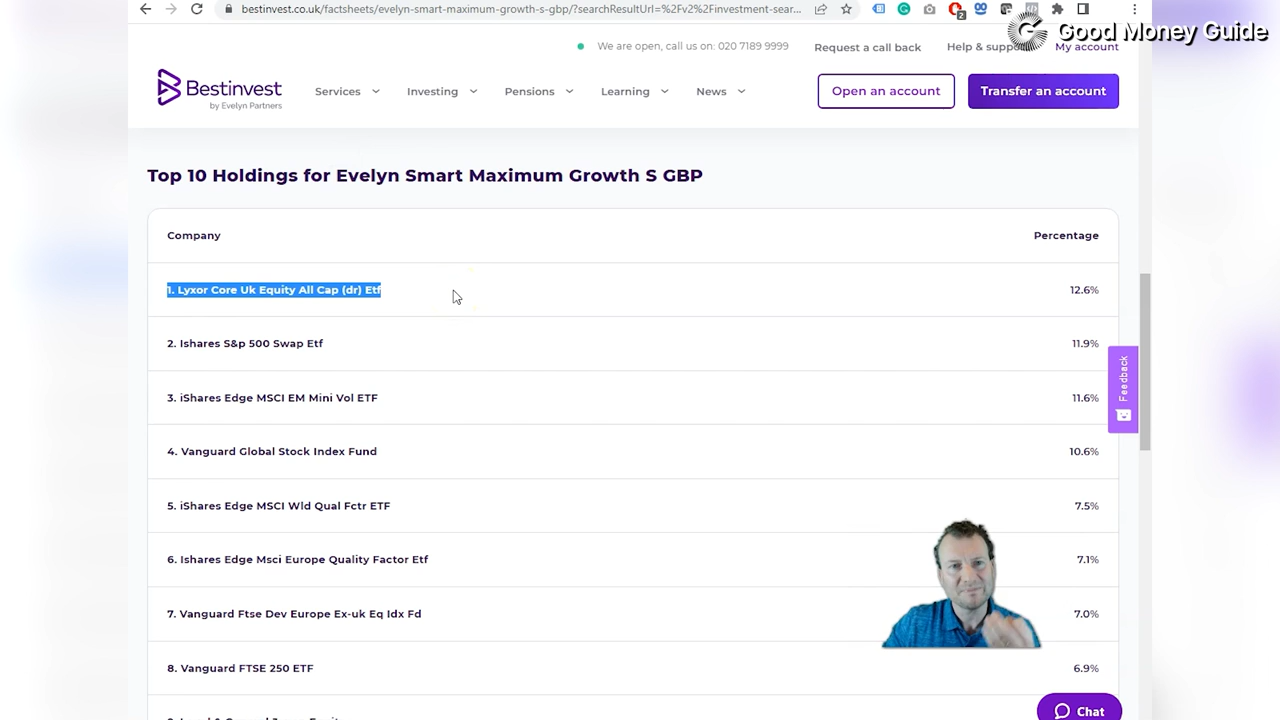 bestinvest.co.uk/factsheets/evelyn-smart-maximum-growth-s-gbp/?searchResultUrl=%2Fv2%2Finvestment-sear...
Good Money Guide
We are open, call us on: 020 7189 9999
Request a call back
Help & support
My account
Bestinvest
by Evelyn Partners
Services
Investing
Pensions
Learning
News
Open an account
Transfer an account
Top 10 Holdings for Evelyn Smart Maximum Growth S GBP
Company Percentage
1. Lyxor Core Uk Equity All Cap (dr) Etf 12.6%
2. Ishares S&p 500 Swap Etf 11.9%
3. iShares Edge MSCI EM Mini Vol ETF 11.6%
4. Vanguard Global Stock Index Fund 10.6%
5. iShares Edge MSCI Wld Qual Fctr ETF 7.5%
6. Ishares Edge Msci Europe Quality Factor Etf 7.1%
7. Vanguard Ftse Dev Europe Ex-uk Eq Idx Fd 7.0%
8. Vanguard FTSE 250 ETF 6.9%
Feedback
Chat